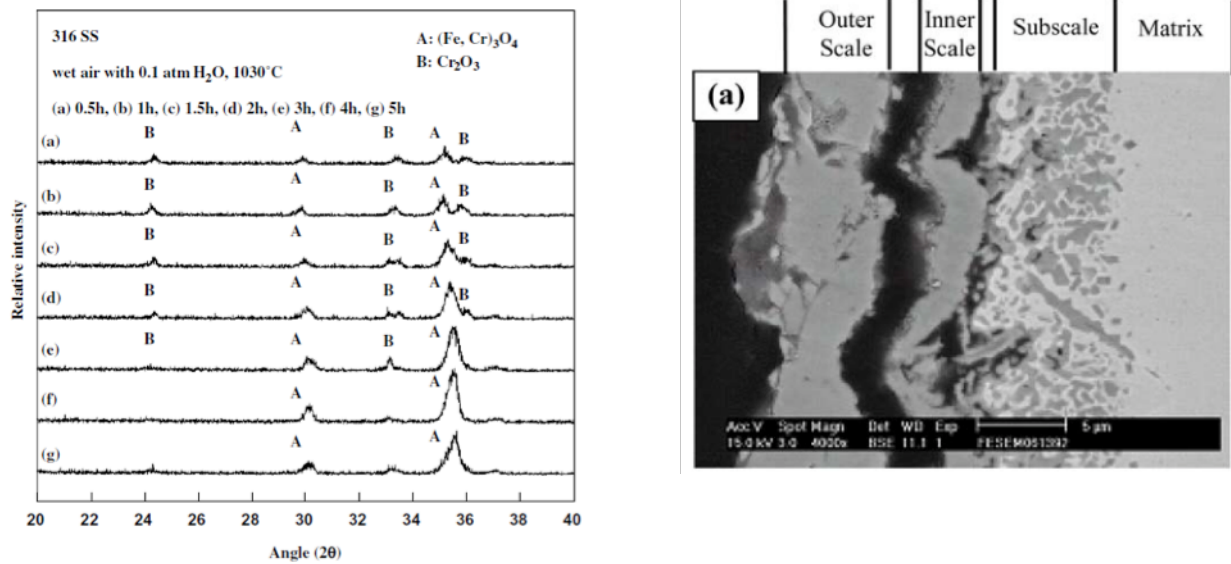 316 SS
A: (Fe, Cr)₃O₄
B: Cr₂O₃
wet air with 0.1 atm H₂O, 1030°C
(a) 0.5h, (b) 1h, (c) 1.5h, (d) 2h, (e) 3h, (f) 4h, (g) 5h
B A B A B
(a)
B A B A B
(b)
B A B A B
(c)
B A B A B
(d)
B A B A
(e)
A A
(f)
A A
(g)
20 22 24 26 28 30 32 34 36 38 40
Angle (2θ)
Relative intensity
Outer Scale
Inner Scale
Subscale
Matrix
(a)
Acc.V Spot Magn Det WD Exp 5 µm
15.0 kV 3.0 4000x BSE 11.1 1 FESEM061392